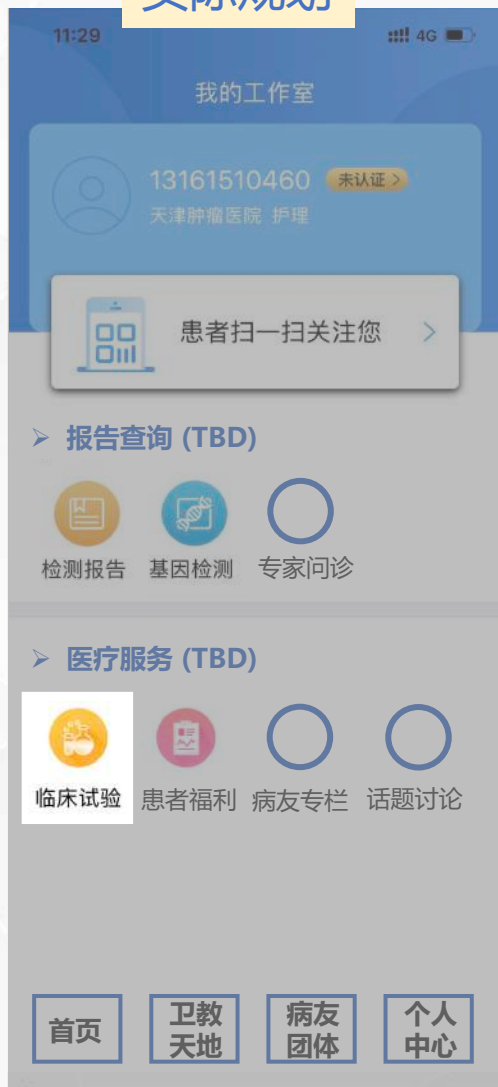 实际规划
11:29 4G
我的工作室
13161510460 未认证 >
天津肿瘤医院 护理
患者扫一扫关注您 >
➢ 报告查询 (TBD)
检测报告 基因检测 专家问诊
➢ 医疗服务 (TBD)
临床试验 患者福利 病友专栏 话题讨论
首页 卫教天地 病友团体 个人中心